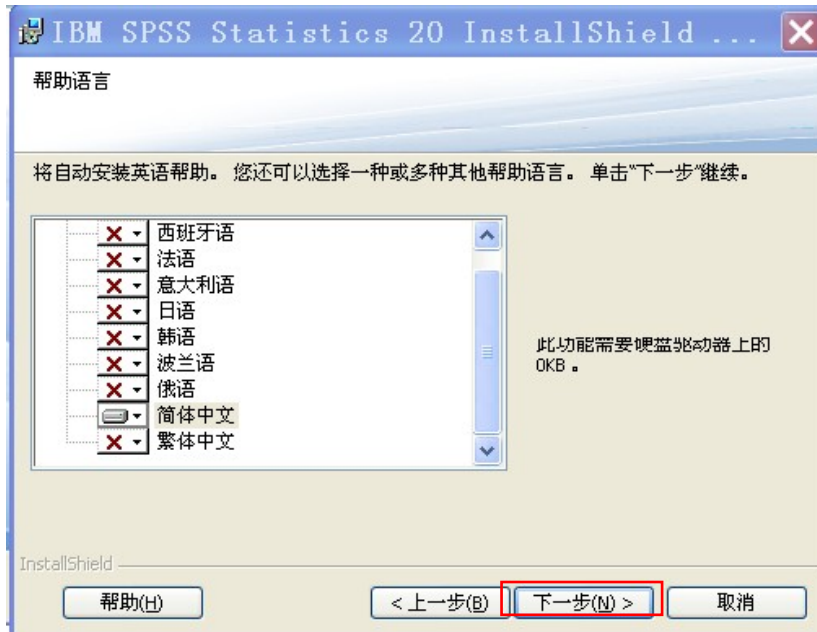 IBM SPSS Statistics 20 InstallShield ...
帮助语言
将自动安装英语帮助。 您还可以选择一种或多种其他帮助语言。 单击"下一步"继续。
西班牙语
法语
意大利语
日语
韩语
波兰语
俄语
简体中文
繁体中文
此功能需要硬盘驱动器上的
0KB。
InstallShield
帮助(H)
< 上一步(B)
下一步(N) >
取消